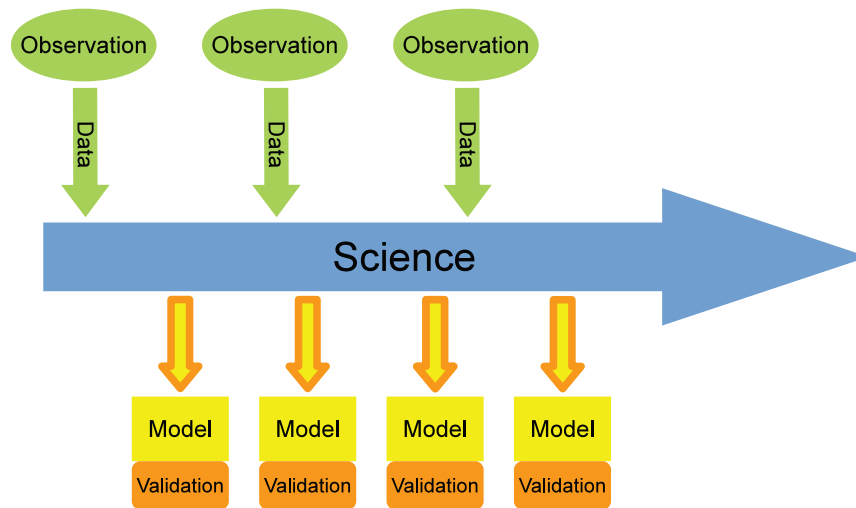 Observation Observation Observation
Data Data Data
Science
Model Model Model Model
Validation Validation Validation Validation